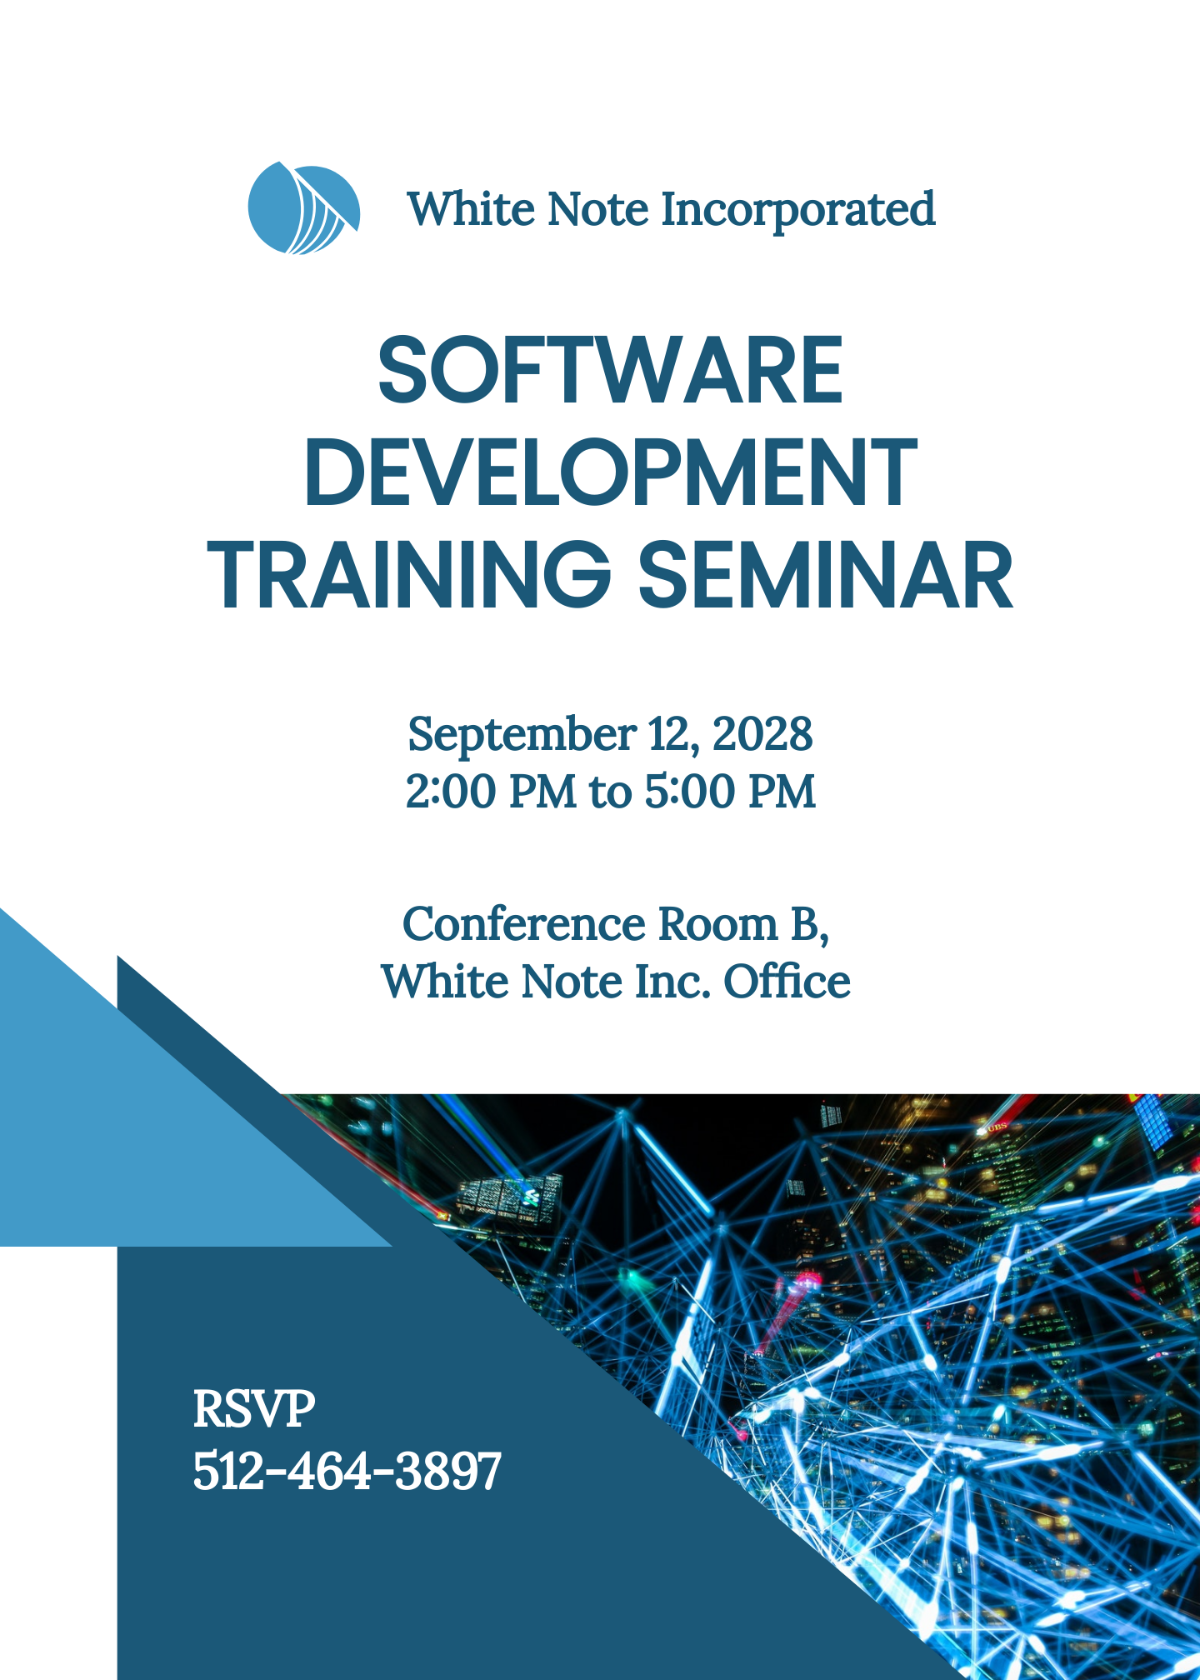 White Note Incorporated
SOFTWARE
DEVELOPMENT
TRAINING SEMINAR
September 12, 2028
2:00 PM to 5:00 PM
Conference Room B,
White Note Inc. Office
UBS
RSVP
512-464-3897